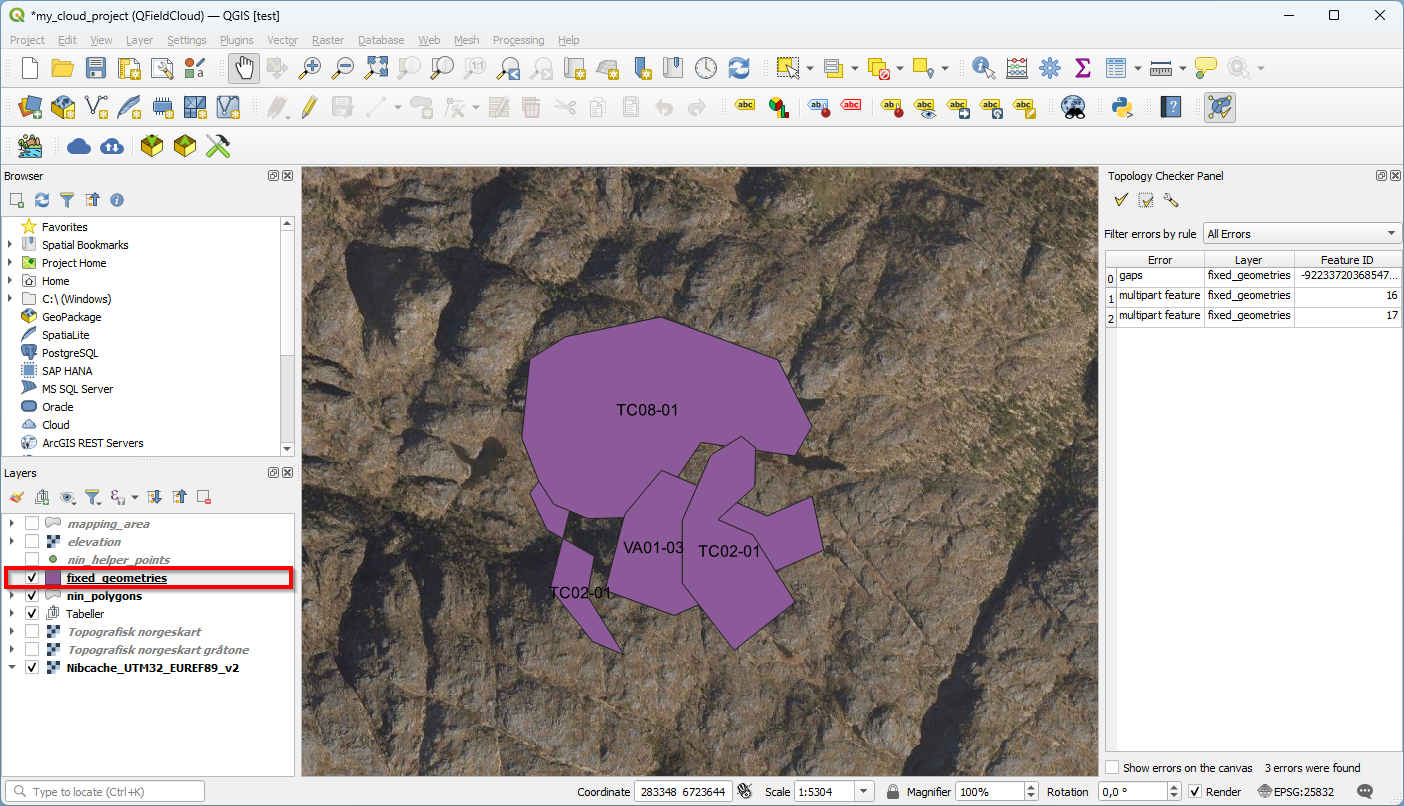 *my_cloud_project (QFieldCloud) — QGIS [test]
Project Edit View Layer Settings Plugins Vector Raster Database Web Mesh Processing Help
Browser
Favorites
Spatial Bookmarks
Project Home
Home
C:\ (Windows)
GeoPackage
SpatiaLite
PostgreSQL
SAP HANA
MS SQL Server
Oracle
Cloud
ArcGIS REST Servers
Layers
mapping_area
elevation
nin_helper_points
fixed_geometries
nin_polygons
Tabeller
Topografisk norgeskart
Topografisk norgeskart gråtone
Nibcache_UTM32_EUREF89_v2
TC08-01
VA01-03
TC02-01
TC02-01
Topology Checker Panel
Filter errors by rule All Errors
Error Layer Feature ID
0 gaps fixed_geometries -92233720368547...
1 multipart feature fixed_geometries 16
2 multipart feature fixed_geometries 17
Show errors on the canvas 3 errors were found
Type to locate (Ctrl+K) Coordinate 283348 6723644 Scale 1:5304 Magnifier 100% Rotation 0,0 ° Render EPSG:25832